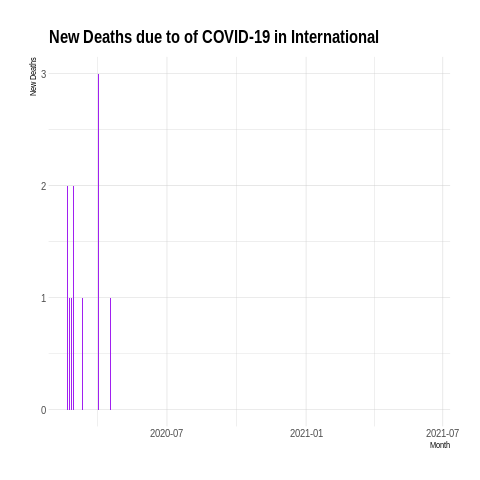 New Deaths due to of COVID-19 in International
New Deaths
3
2
1
0
2020-07
2021-01
2021-07
Month